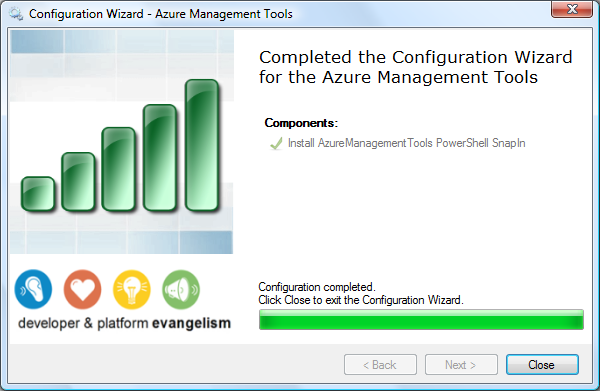 Configuration Wizard - Azure Management Tools
Completed the Configuration Wizard
for the Azure Management Tools
Components:
Install AzureManagementTools PowerShell SnapIn
developer & platform evangelism
Configuration completed.
Click Close to exit the Configuration Wizard.
< Back
Next >
Close